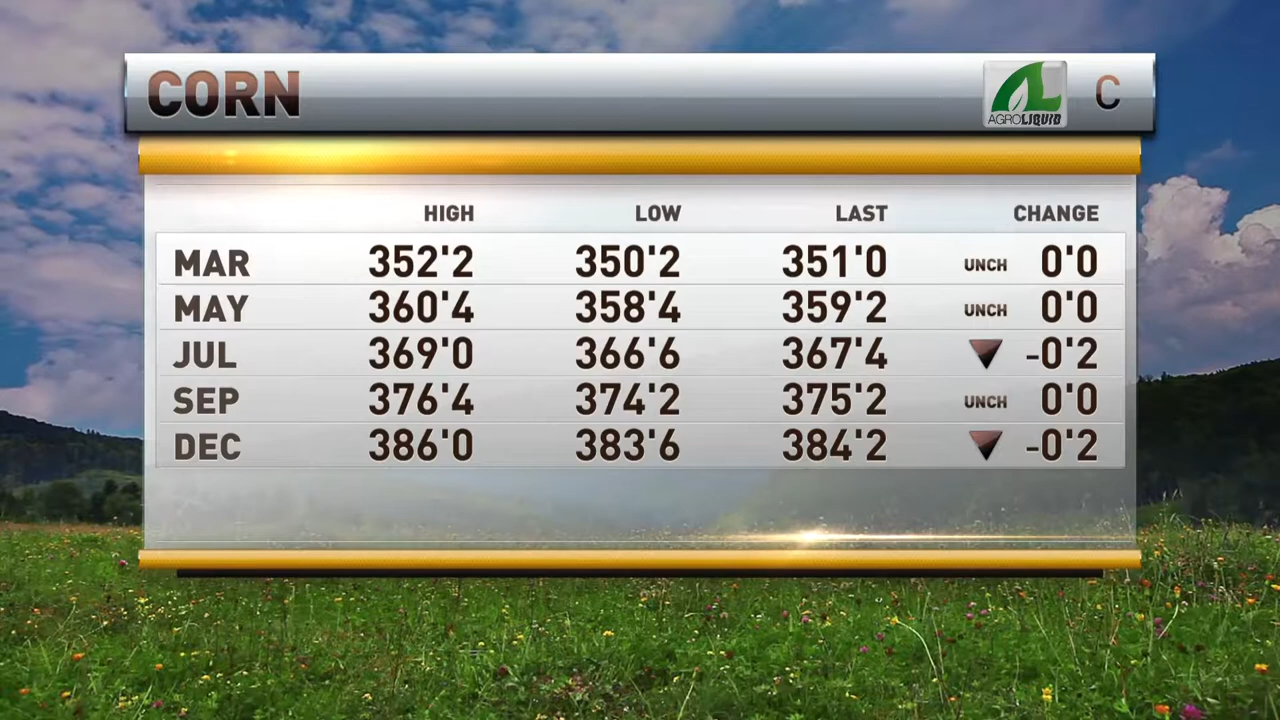 CORN AGROLIQUID C
HIGH LOW LAST CHANGE
MAR 352'2 350'2 351'0 UNCH 0'0
MAY 360'4 358'4 359'2 UNCH 0'0
JUL 369'0 366'6 367'4 -0'2
SEP 376'4 374'2 375'2 UNCH 0'0
DEC 386'0 383'6 384'2 -0'2